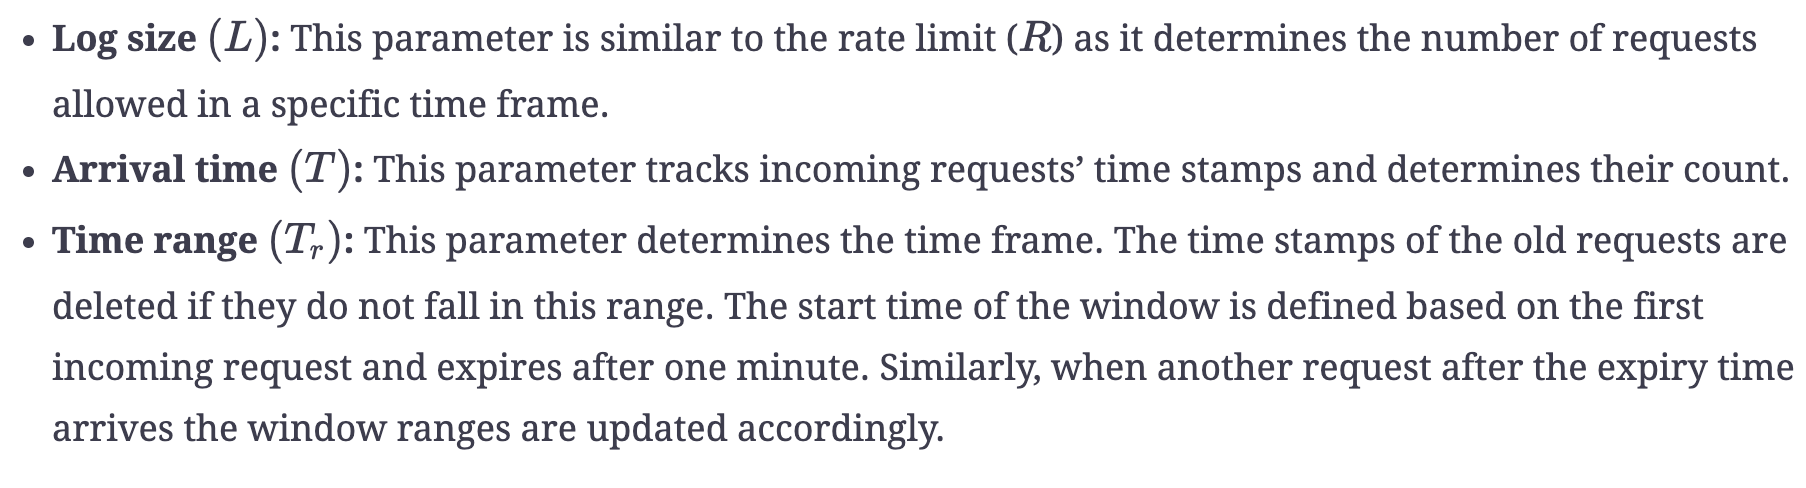 • Log size (L): This parameter is similar to the rate limit (R) as it determines the number of requests
allowed in a specific time frame.
• Arrival time (T): This parameter tracks incoming requests’ time stamps and determines their count.
• Time range (Tᵣ): This parameter determines the time frame. The time stamps of the old requests are
deleted if they do not fall in this range. The start time of the window is defined based on the first
incoming request and expires after one minute. Similarly, when another request after the expiry time
arrives the window ranges are updated accordingly.